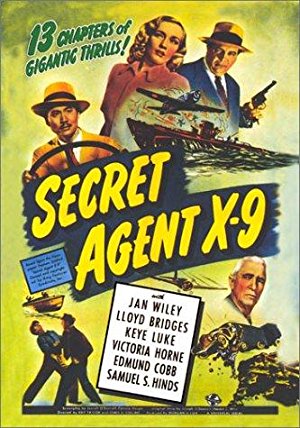 13 CHAPTERS OF
GIGANTIC THRILLS!
SECRET
AGENT X-9
with
JAN WILEY
LLOYD BRIDGES
KEYE LUKE
VICTORIA HORNE
EDMUND COBB
SAMUEL S. HINDS